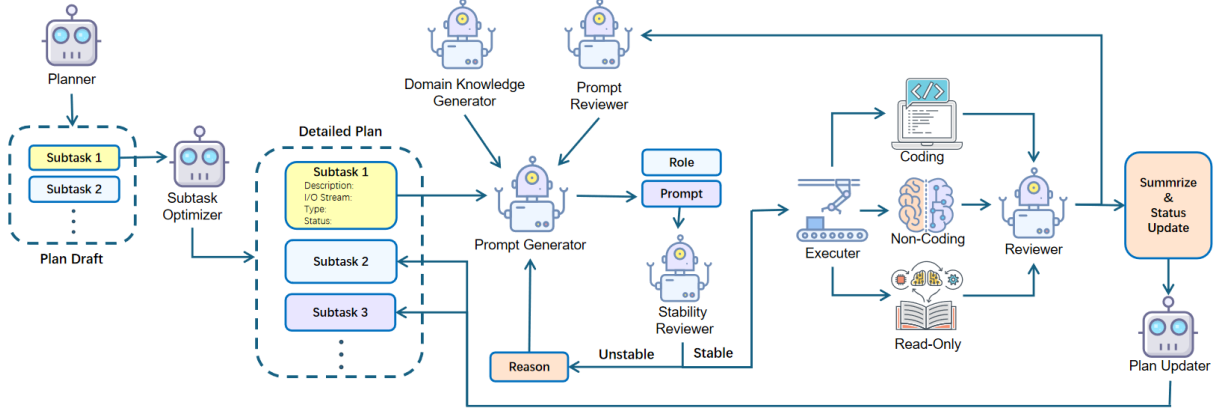 Planner
Subtask 1
Subtask 2
Plan Draft
Subtask
Optimizer
Detailed Plan
Subtask 1
Description:
I/O Stream:
Type:
Status:
Subtask 2
Subtask 3
Domain Knowledge
Generator
Prompt
Reviewer
Prompt Generator
Reason
Role
Prompt
Stability
Reviewer
Unstable
Stable
Executer
</>
Coding
Non-Coding
Read-Only
Reviewer
Summrize
&
Status
Update
Plan Updater